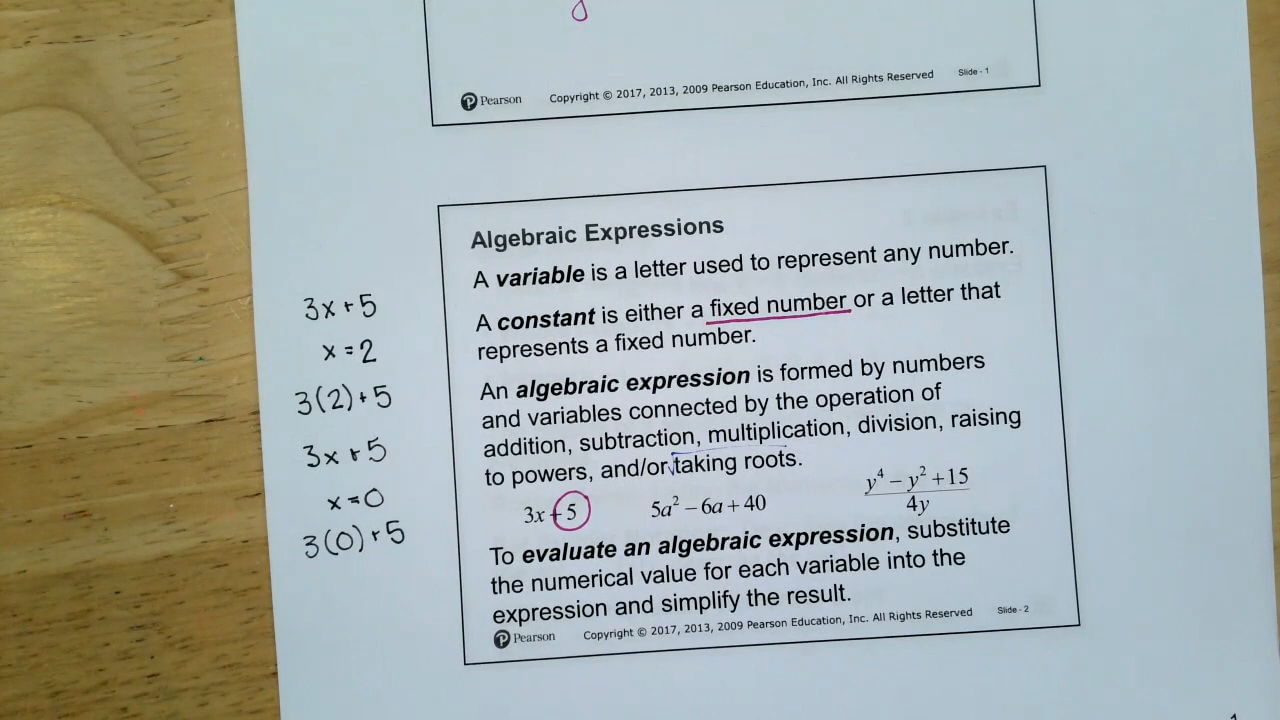 Pearson Copyright © 2017, 2013, 2009 Pearson Education, Inc. All Rights Reserved Slide - 1
Algebraic Expressions
A variable is a letter used to represent any number.
A constant is either a fixed number or a letter that
represents a fixed number.
An algebraic expression is formed by numbers
and variables connected by the operation of
addition, subtraction, multiplication, division, raising
to powers, and/or √taking roots.
3x + 5 5a² − 6a + 40 (y⁴ − y² + 15)/(4y)
To evaluate an algebraic expression, substitute
the numerical value for each variable into the
expression and simplify the result.
Pearson Copyright © 2017, 2013, 2009 Pearson Education, Inc. All Rights Reserved Slide - 2
3x + 5
x = 2
3(2) + 5
3x + 5
x = 0
3(0) + 5